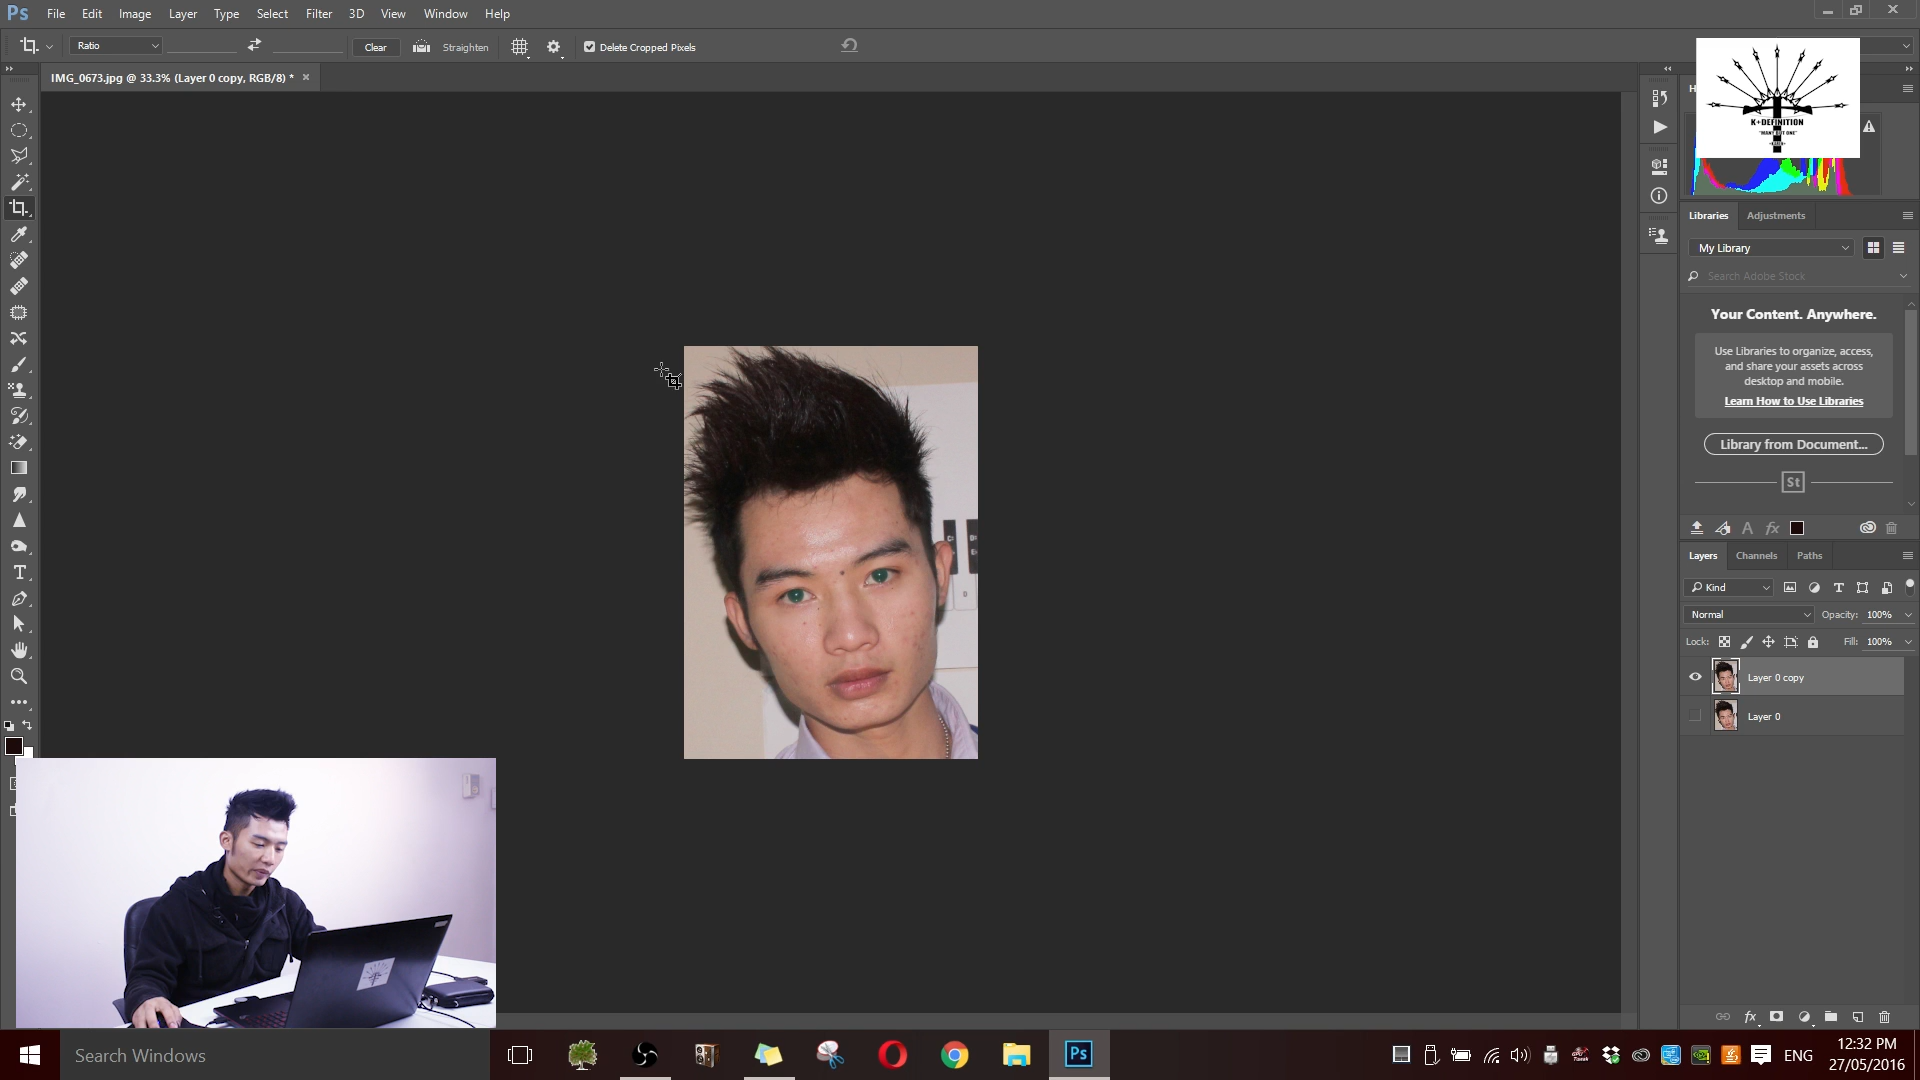 Ps File Edit Image Layer Type Select Filter 3D View Window Help
Ratio Clear Straighten Delete Cropped Pixels
IMG_0673.jpg @ 33.3% (Layer 0 copy, RGB/8) *
K+DEFINITION
Libraries Adjustments
My Library
Search Adobe Stock
Your Content. Anywhere.
Use Libraries to organize, access,
and share your assets across
desktop and mobile.
Learn How to Use Libraries
Library from Document...
St
Layers Channels Paths
Kind
Normal Opacity: 100%
Lock: Fill: 100%
Layer 0 copy
Layer 0
Search Windows
Ps
ENG
12:32 PM
27/05/2016